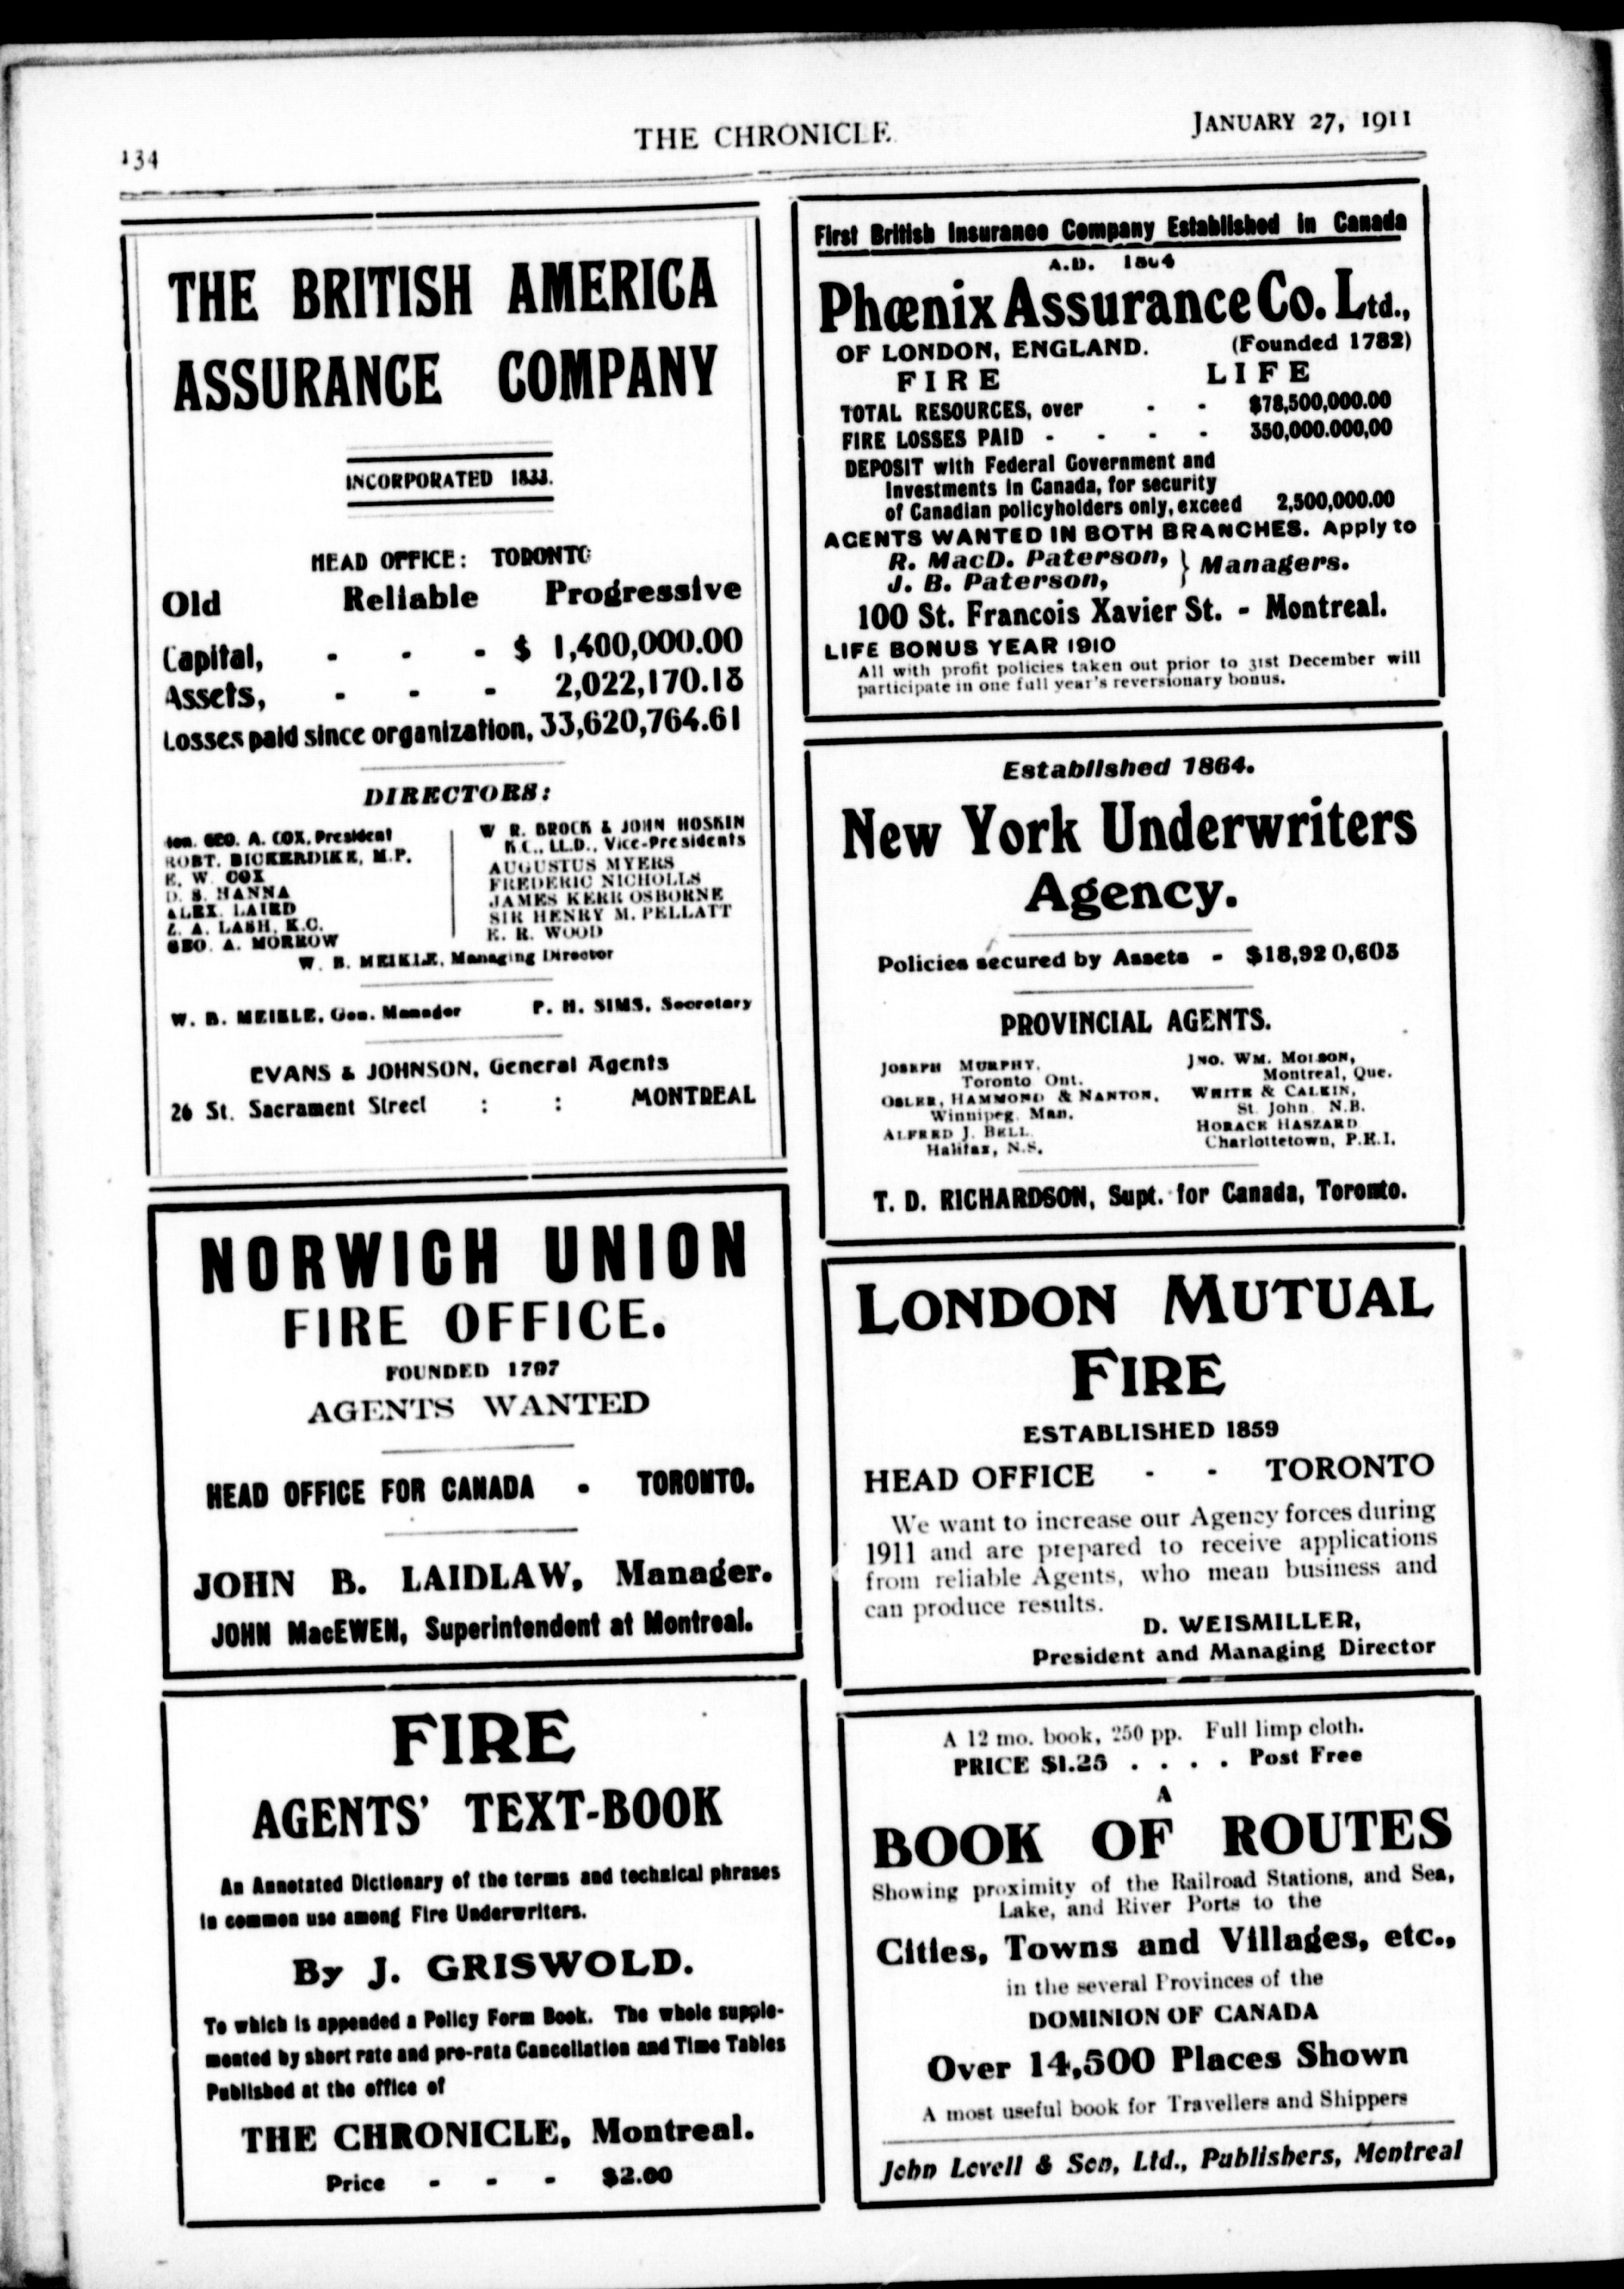 134
THE CHRONICLE
JANUARY 27, 1911
THE BRITISH AMERICA
ASSURANCE COMPANY
INCORPORATED 1833.
HEAD OFFICE: TORONTO
Old Reliable Progressive
Capital, - - - $ 1,400,000.00
Assets, - - - 2,022,170.18
Losses paid since organization, 33,620,764.61
DIRECTORS:
Hon. GEO. A. COX, President
ROBT. BICKERDIKE, M.P.
E. W. COX
D. B. HANNA
ALEX. LAIRD
Z. A. LASH, K.C.
GEO. A. MORROW
W. R. BROCK & JOHN HOSKIN
K.C., LL.D., Vice-Presidents
AUGUSTUS MYERS
FREDERIC NICHOLLS
JAMES KERR OSBORNE
SIR HENRY M. PELLATT
E. R. WOOD
W. B. MEIKLE, Managing Director
W. B. MEIKLE, Gen. Manager P. H. SIMS, Secretary
EVANS & JOHNSON, General Agents
26 St. Sacrament Street : : MONTREAL
NORWICH UNION
FIRE OFFICE.
FOUNDED 1797
AGENTS WANTED
HEAD OFFICE FOR CANADA - TORONTO.
JOHN B. LAIDLAW, Manager.
JOHN MacEWEN, Superintendent at Montreal.
FIRE
AGENTS' TEXT-BOOK
An Annotated Dictionary of the terms and technical phrases
in common use among Fire Underwriters.
By J. GRISWOLD.
To which is appended a Policy Form Book. The whole supple-
mented by short rate and pro-rata Cancellation and Time Tables
Published at the office of
THE CHRONICLE, Montreal.
Price - - - $2.00
First British Insurance Company Established in Canada
A.D. 1804
Phœnix Assurance Co. Ltd.,
OF LONDON, ENGLAND. (Founded 1782)
FIRE LIFE
TOTAL RESOURCES, over - - $78,500,000.00
FIRE LOSSES PAID - - - - 350,000.000,00
DEPOSIT with Federal Government and
Investments in Canada, for security
of Canadian policyholders only, exceed 2,500,000.00
AGENTS WANTED IN BOTH BRANCHES. Apply to
R. MacD. Paterson, } Managers.
J. B. Paterson,
100 St. Francois Xavier St. - Montreal.
LIFE BONUS YEAR 1910
All with profit policies taken out prior to 31st December will
participate in one full year's reversionary bonus.
Established 1864.
New York Underwriters
Agency.
Policies secured by Assets - $18,920,603
PROVINCIAL AGENTS.
JOSEPH MURPHY,
Toronto Ont.
OSLER, HAMMOND & NANTON,
Winnipeg, Man.
ALFRED J. BELL
Halifax, N.S.
JNO. WM. MOLSON,
Montreal, Que.
WHITE & CALKIN,
St. John N.B.
HORACE HASZARD
Charlottetown, P.E.I.
T. D. RICHARDSON, Supt. for Canada, Toronto.
LONDON MUTUAL
FIRE
ESTABLISHED 1859
HEAD OFFICE - - TORONTO
We want to increase our Agency forces during
1911 and are prepared to receive applications
from reliable Agents, who mean business and
can produce results.
D. WEISMILLER,
President and Managing Director
A 12 mo. book, 250 pp. Full limp cloth.
PRICE $1.25 . . . . Post Free
A
BOOK OF ROUTES
Showing proximity of the Railroad Stations, and Sea,
Lake, and River Ports to the
Cities, Towns and Villages, etc.,
in the several Provinces of the
DOMINION OF CANADA
Over 14,500 Places Shown
A most useful book for Travellers and Shippers
John Lovell & Son, Ltd., Publishers, Montreal